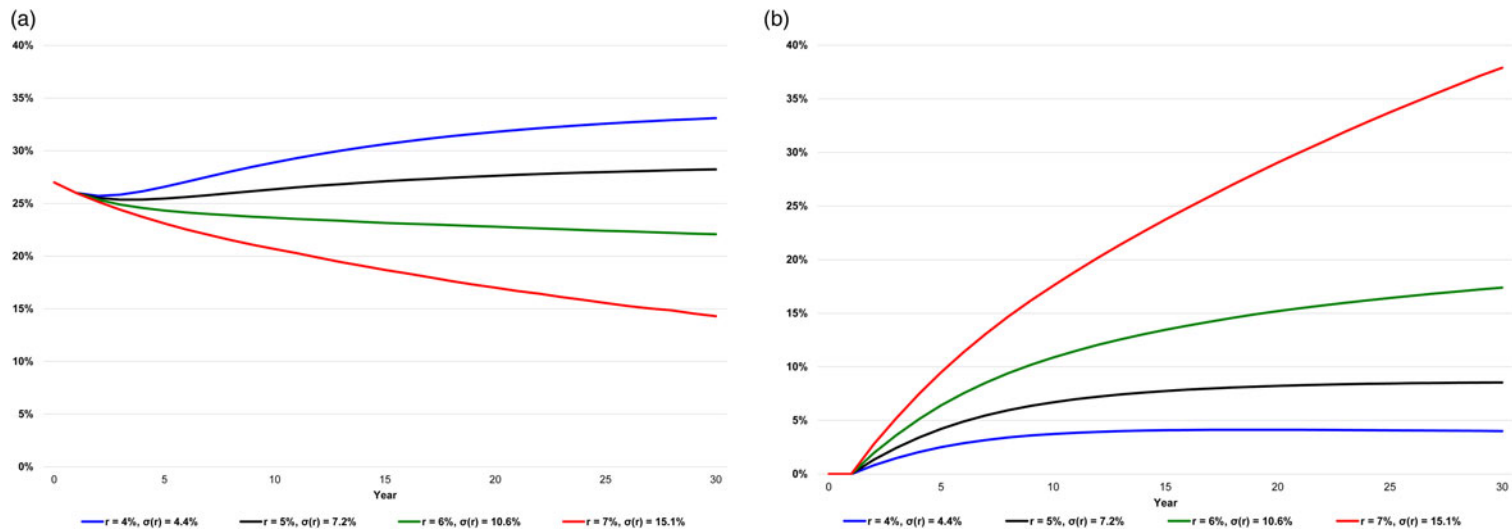 (a)
40%
35%
30%
25%
20%
15%
10%
5%
0%
0 5 10 15 20 25 30
Year
r = 4%, σ(r) = 4.4% r = 5%, σ(r) = 7.2% r = 6%, σ(r) = 10.6% r = 7%, σ(r) = 15.1%
(b)
40%
35%
30%
25%
20%
15%
10%
5%
0%
0 5 10 15 20 25 30
Year
r = 4%, σ(r) = 4.4% r = 5%, σ(r) = 7.2% r = 6%, σ(r) = 10.6% r = 7%, σ(r) = 15.1%